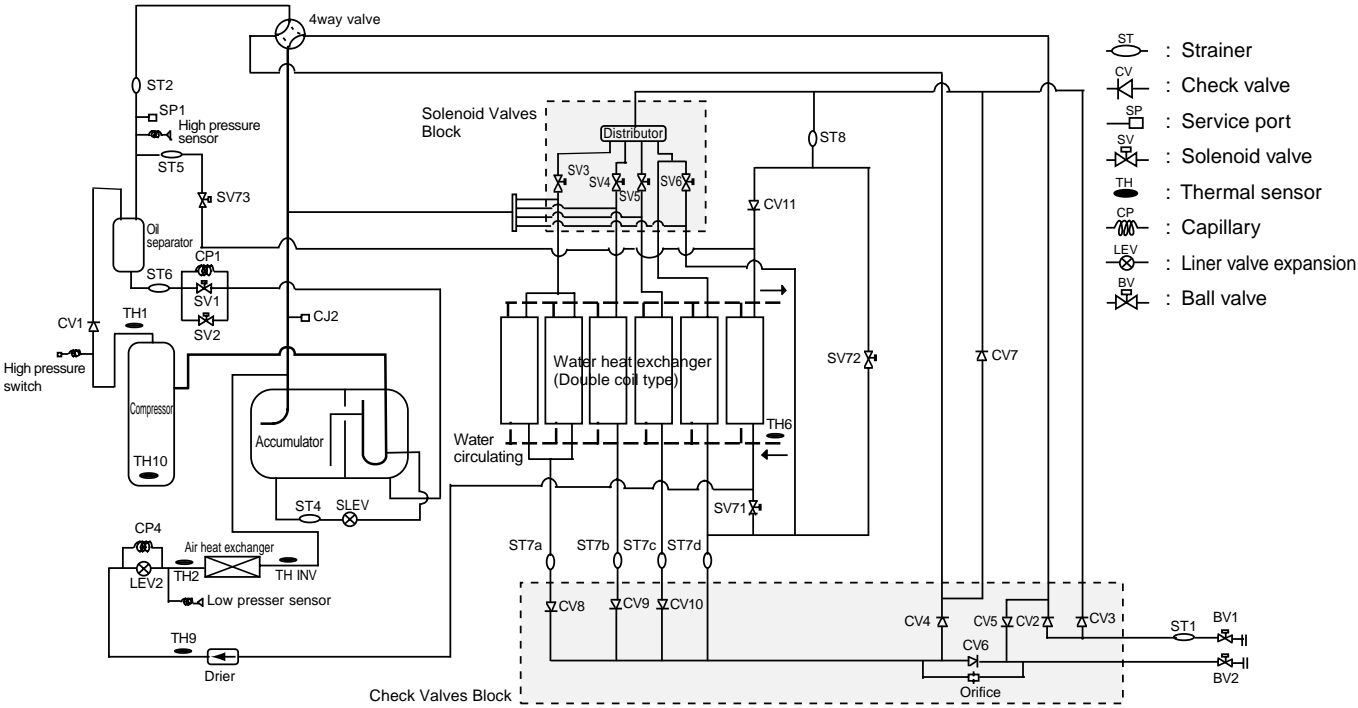 4way valve
ST2
SP1
High pressure
sensor
ST5
SV73
Oil
separator
CP1
ST6
SV1
SV2
CV1
TH1
CJ2
High pressure
switch
Compressor
TH10
Accumulator
ST4
SLEV
CP4
Air heat exchanger
LEV2
TH2
TH INV
Low presser sensor
TH9
Drier
Solenoid Valves
Block
Distributor
SV3
SV4
SV5
SV6
ST8
CV11
Water heat exchanger
(Double coil type)
SV72
CV7
TH6
Water
circulating
SV71
ST7a
ST7b
ST7c
ST7d
CV8
CV9
CV10
CV4
CV5
CV2
CV3
CV6
Orifice
ST1
BV1
BV2
Check Valves Block
ST : Strainer
CV : Check valve
SP : Service port
SV : Solenoid valve
TH : Thermal sensor
CP : Capillary
LEV : Liner valve expansion
BV : Ball valve